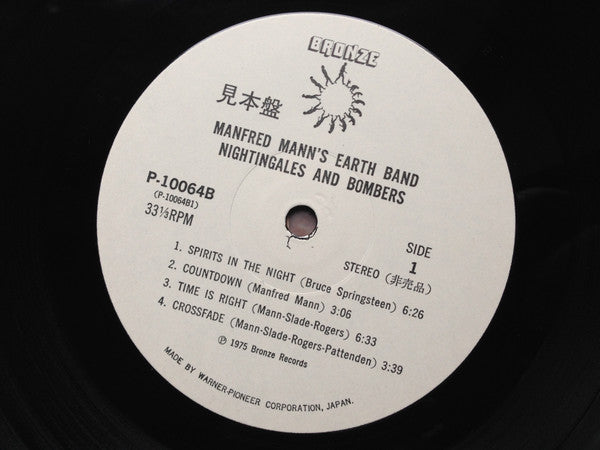 BRONZE
見本盤
MANFRED MANN'S EARTH BAND
NIGHTINGALES AND BOMBERS
P-10064B
(P-10064B1)
33⅓RPM
SIDE
1
STEREO (非売品)
1. SPIRITS IN THE NIGHT (Bruce Springsteen) 6:26
2. COUNTDOWN (Manfred Mann) 3:06
3. TIME IS RIGHT (Mann-Slade-Rogers) 6:33
4. CROSSFADE (Mann-Slade-Rogers-Pattenden) 3:39
℗ 1975 Bronze Records
MADE BY WARNER-PIONEER CORPORATION, JAPAN.